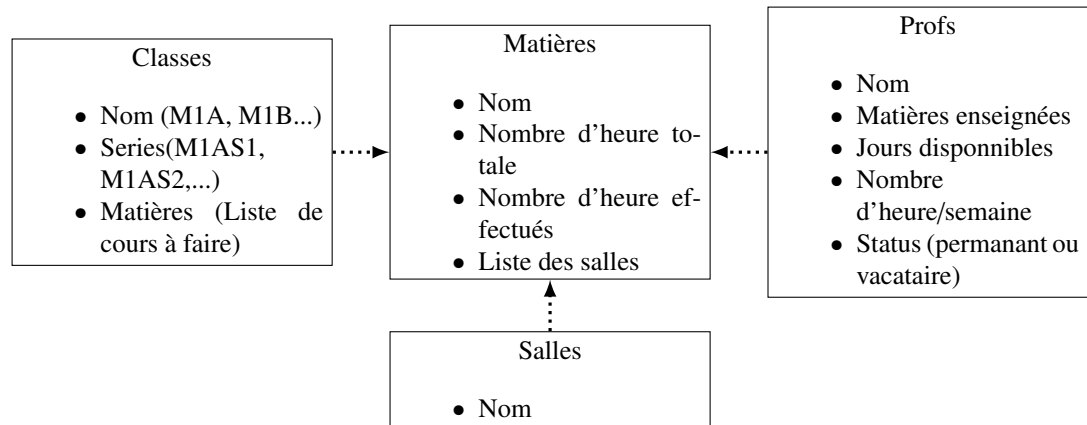 Classes
• Nom (M1A, M1B...)
• Series(M1AS1,
M1AS2,...)
• Matières (Liste de
cours à faire)
Matières
• Nom
• Nombre d'heure to-
tale
• Nombre d'heure ef-
fectués
• Liste des salles
Profs
• Nom
• Matières enseignées
• Jours disponnibles
• Nombre
d'heure/semaine
• Status (permanant ou
vacataire)
Salles
• Nom